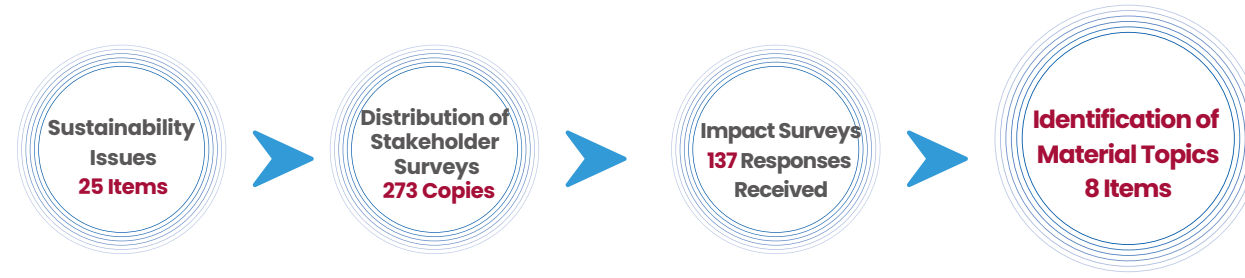 Sustainability
Issues
25 Items
Distribution of
Stakeholder
Surveys
273 Copies
Impact Surveys
137 Responses
Received
Identification of
Material Topics
8 Items